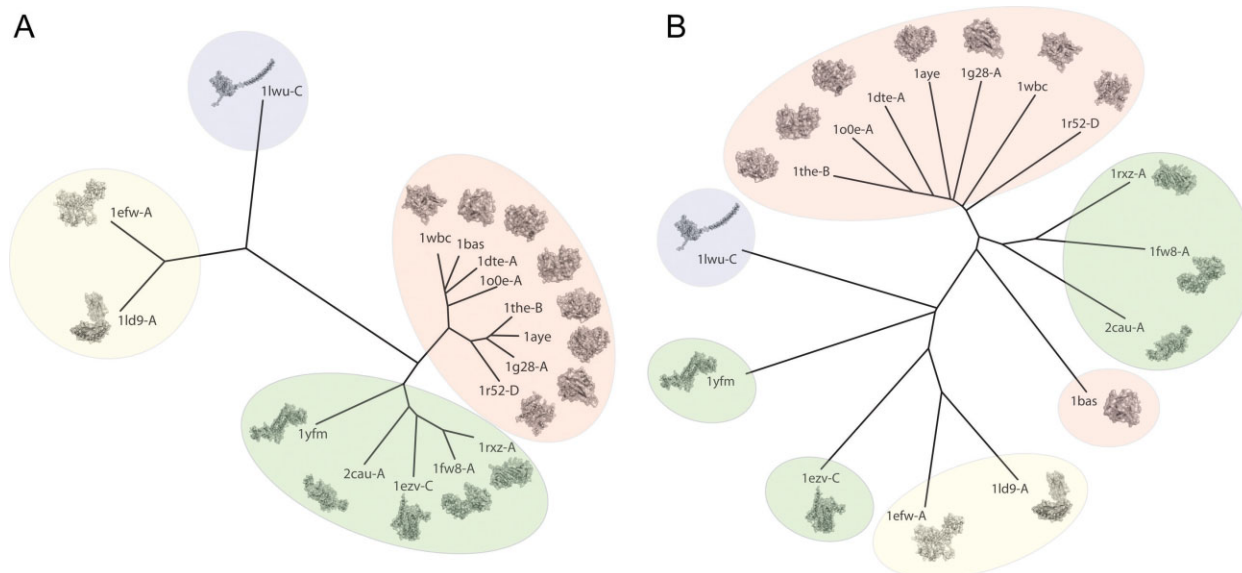 A
1lwu-C
1efw-A
1ld9-A
1wbc
1bas
1dte-A
1o0e-A
1the-B
1aye
1g28-A
1r52-D
1yfm
2cau-A
1ezv-C
1fw8-A
1rxz-A
B
1aye
1g28-A
1wbc
1dte-A
1r52-D
1o0e-A
1the-B
1rxz-A
1lwu-C
1fw8-A
2cau-A
1yfm
1bas
1ezv-C
1ld9-A
1efw-A